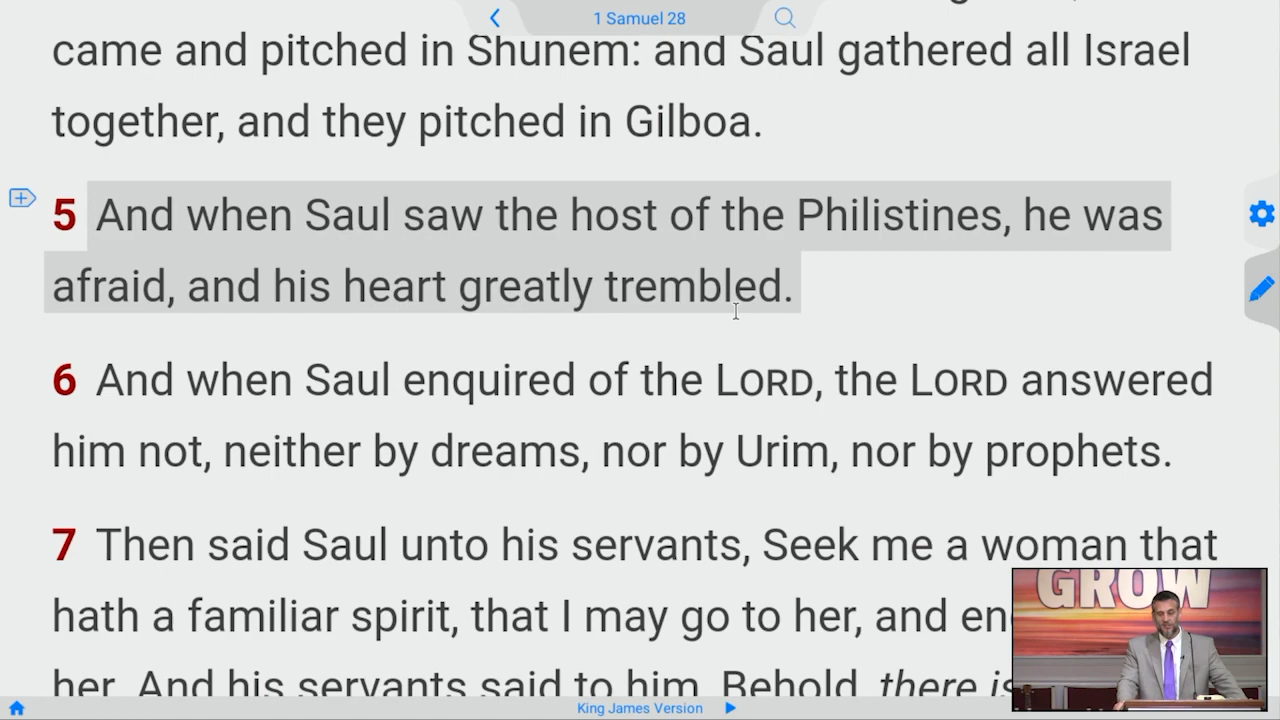 1 Samuel 28
came and pitched in Shunem: and Saul gathered all Israel
together, and they pitched in Gilboa.
5 And when Saul saw the host of the Philistines, he was
afraid, and his heart greatly trembled.
6 And when Saul enquired of the LORD, the LORD answered
him not, neither by dreams, nor by Urim, nor by prophets.
7 Then said Saul unto his servants, Seek me a woman that
hath a familiar spirit, that I may go to her, and
her. And his servants said to him, Behold, there
GROW
King James Version